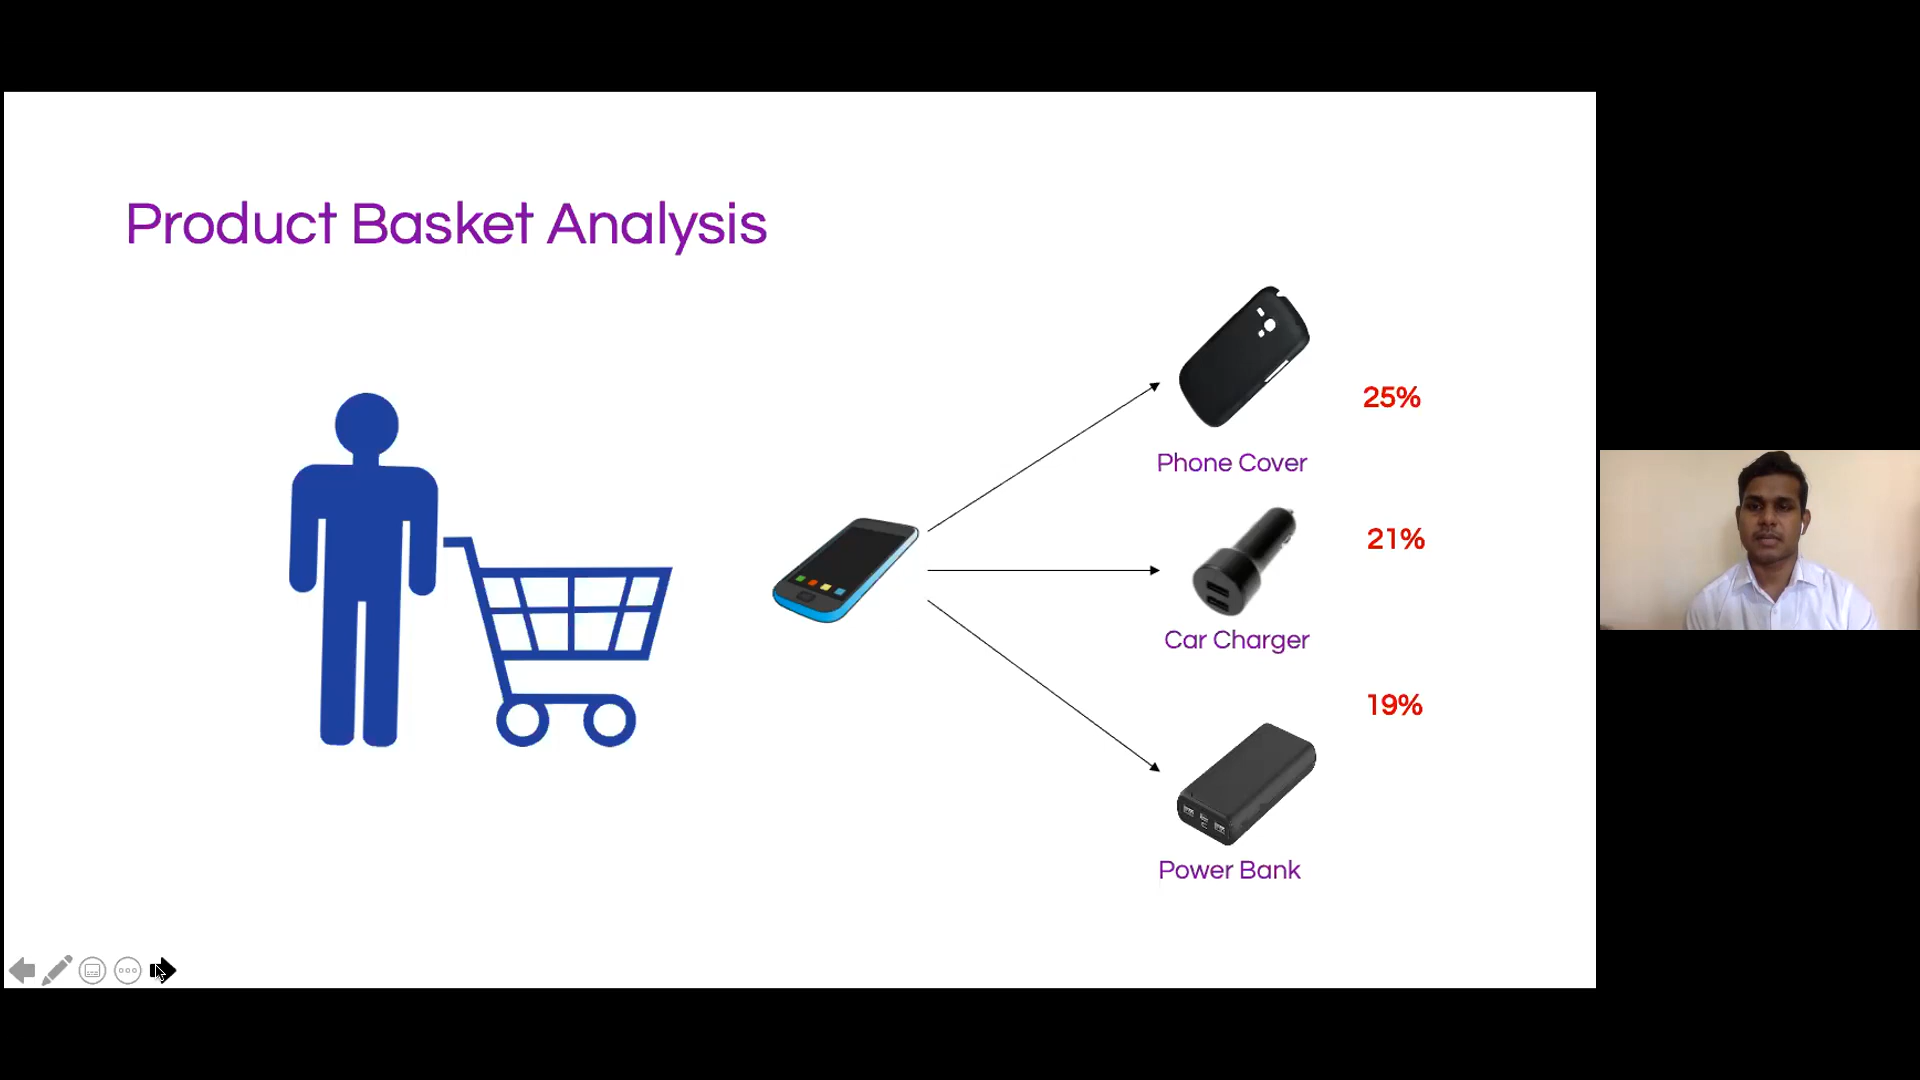 Product Basket Analysis
25%
Phone Cover
21%
Car Charger
19%
Power Bank